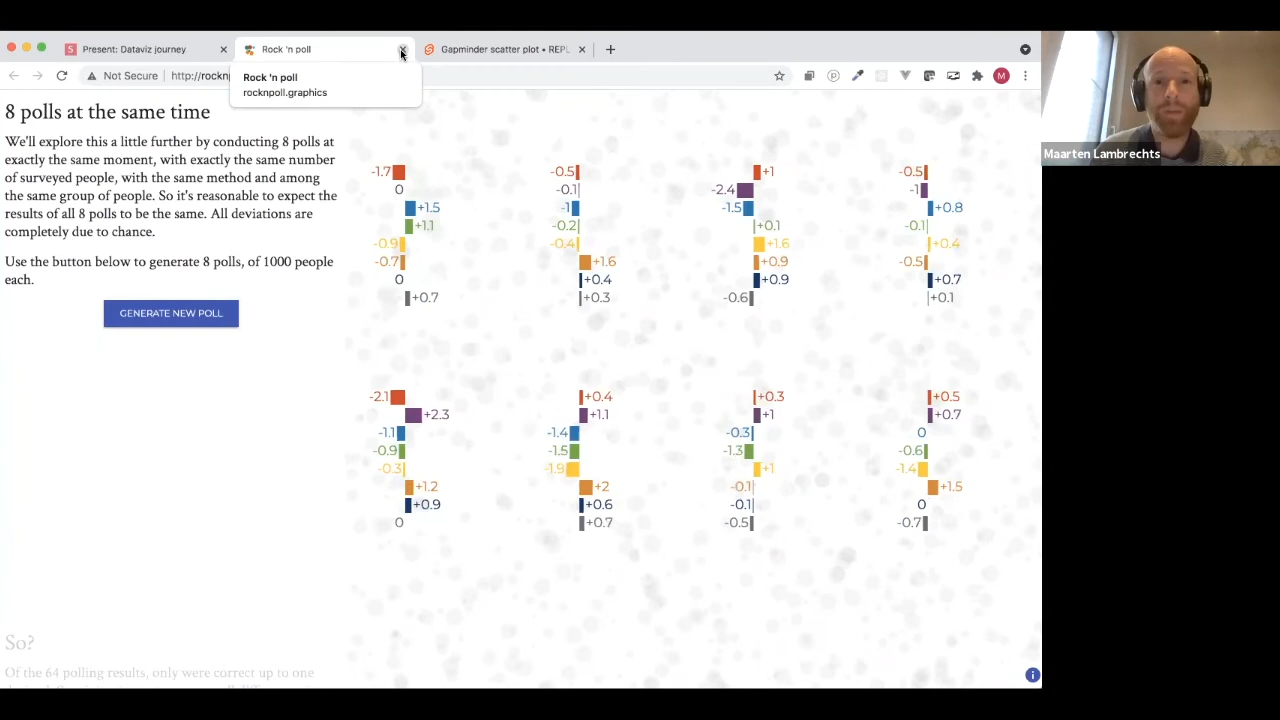 Present: Dataviz journey
Rock 'n poll
Gapminder scatter plot • REPL
Not Secure
http://rockn
Rock 'n poll
rocknpoll.graphics
M
Maarten Lambrechts
8 polls at the same time
We'll explore this a little further by conducting 8 polls at
exactly the same moment, with exactly the same number
of surveyed people, with the same method and among
the same group of people. So it's reasonable to expect the
results of all 8 polls to be the same. All deviations are
completely due to chance.
Use the button below to generate 8 polls, of 1000 people
each.
GENERATE NEW POLL
-1.7 -0.5 +1 -0.5
0 -0.1 -2.4 -1
+1.5 -1 -1.5 +0.8
+1.1 -0.2 +0.1 -0.1
-0.9 -0.4 +1.6 +0.4
-0.7 +1.6 +0.9 -0.5
0 +0.4 +0.9 +0.7
+0.7 +0.3 -0.6 +0.1
-2.1 +0.4 +0.3 +0.5
+2.3 +1.1 +1 +0.7
-1.1 -1.4 -0.3 0
-0.9 -1.5 -1.3 -0.6
-0.3 -1.9 +1 -1.4
+1.2 +2 -0.1 +1.5
+0.9 +0.6 -0.1 0
0 +0.7 -0.5 -0.7
So?
Of the 64 polling results, only were correct up to one